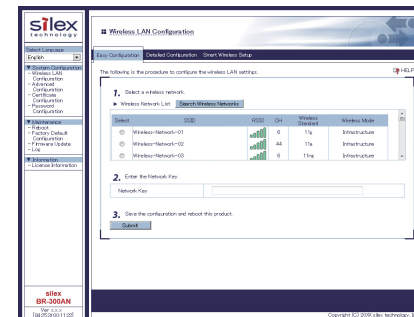 silex
technology
Select Language
English
▼ System Configuration
- Wireless LAN
Configuration
- Advanced
Configuration
- Certificate
Configuration
- Password
Configuration
▼ Maintenance
- Reboot
- Factory Default
Configuration
- Firmware Update
- Log
▼ Information
- License Information
silex
BR-300AN
Ver x.x.x
Wireless LAN Configuration
Easy Configuration Detailed Configuration Smart Wireless Setup
The following is the procedure to configure the wireless LAN settings.
HELP
1. Select a wireless network.
► Wireless Network List Search Wireless Networks
Select SSID RSSI CH Wireless Standard Wireless Mode
Wireless-Network-01 6 11g Infrastructure
Wireless-Network-02 44 11a Infrastructure
Wireless-Network-03 6 11ng Infrastructure
2. Enter the Network Key.
Network Key
3. Save the configuration and reboot this product.
Submit
Copyright (C) 20XX silex technology,